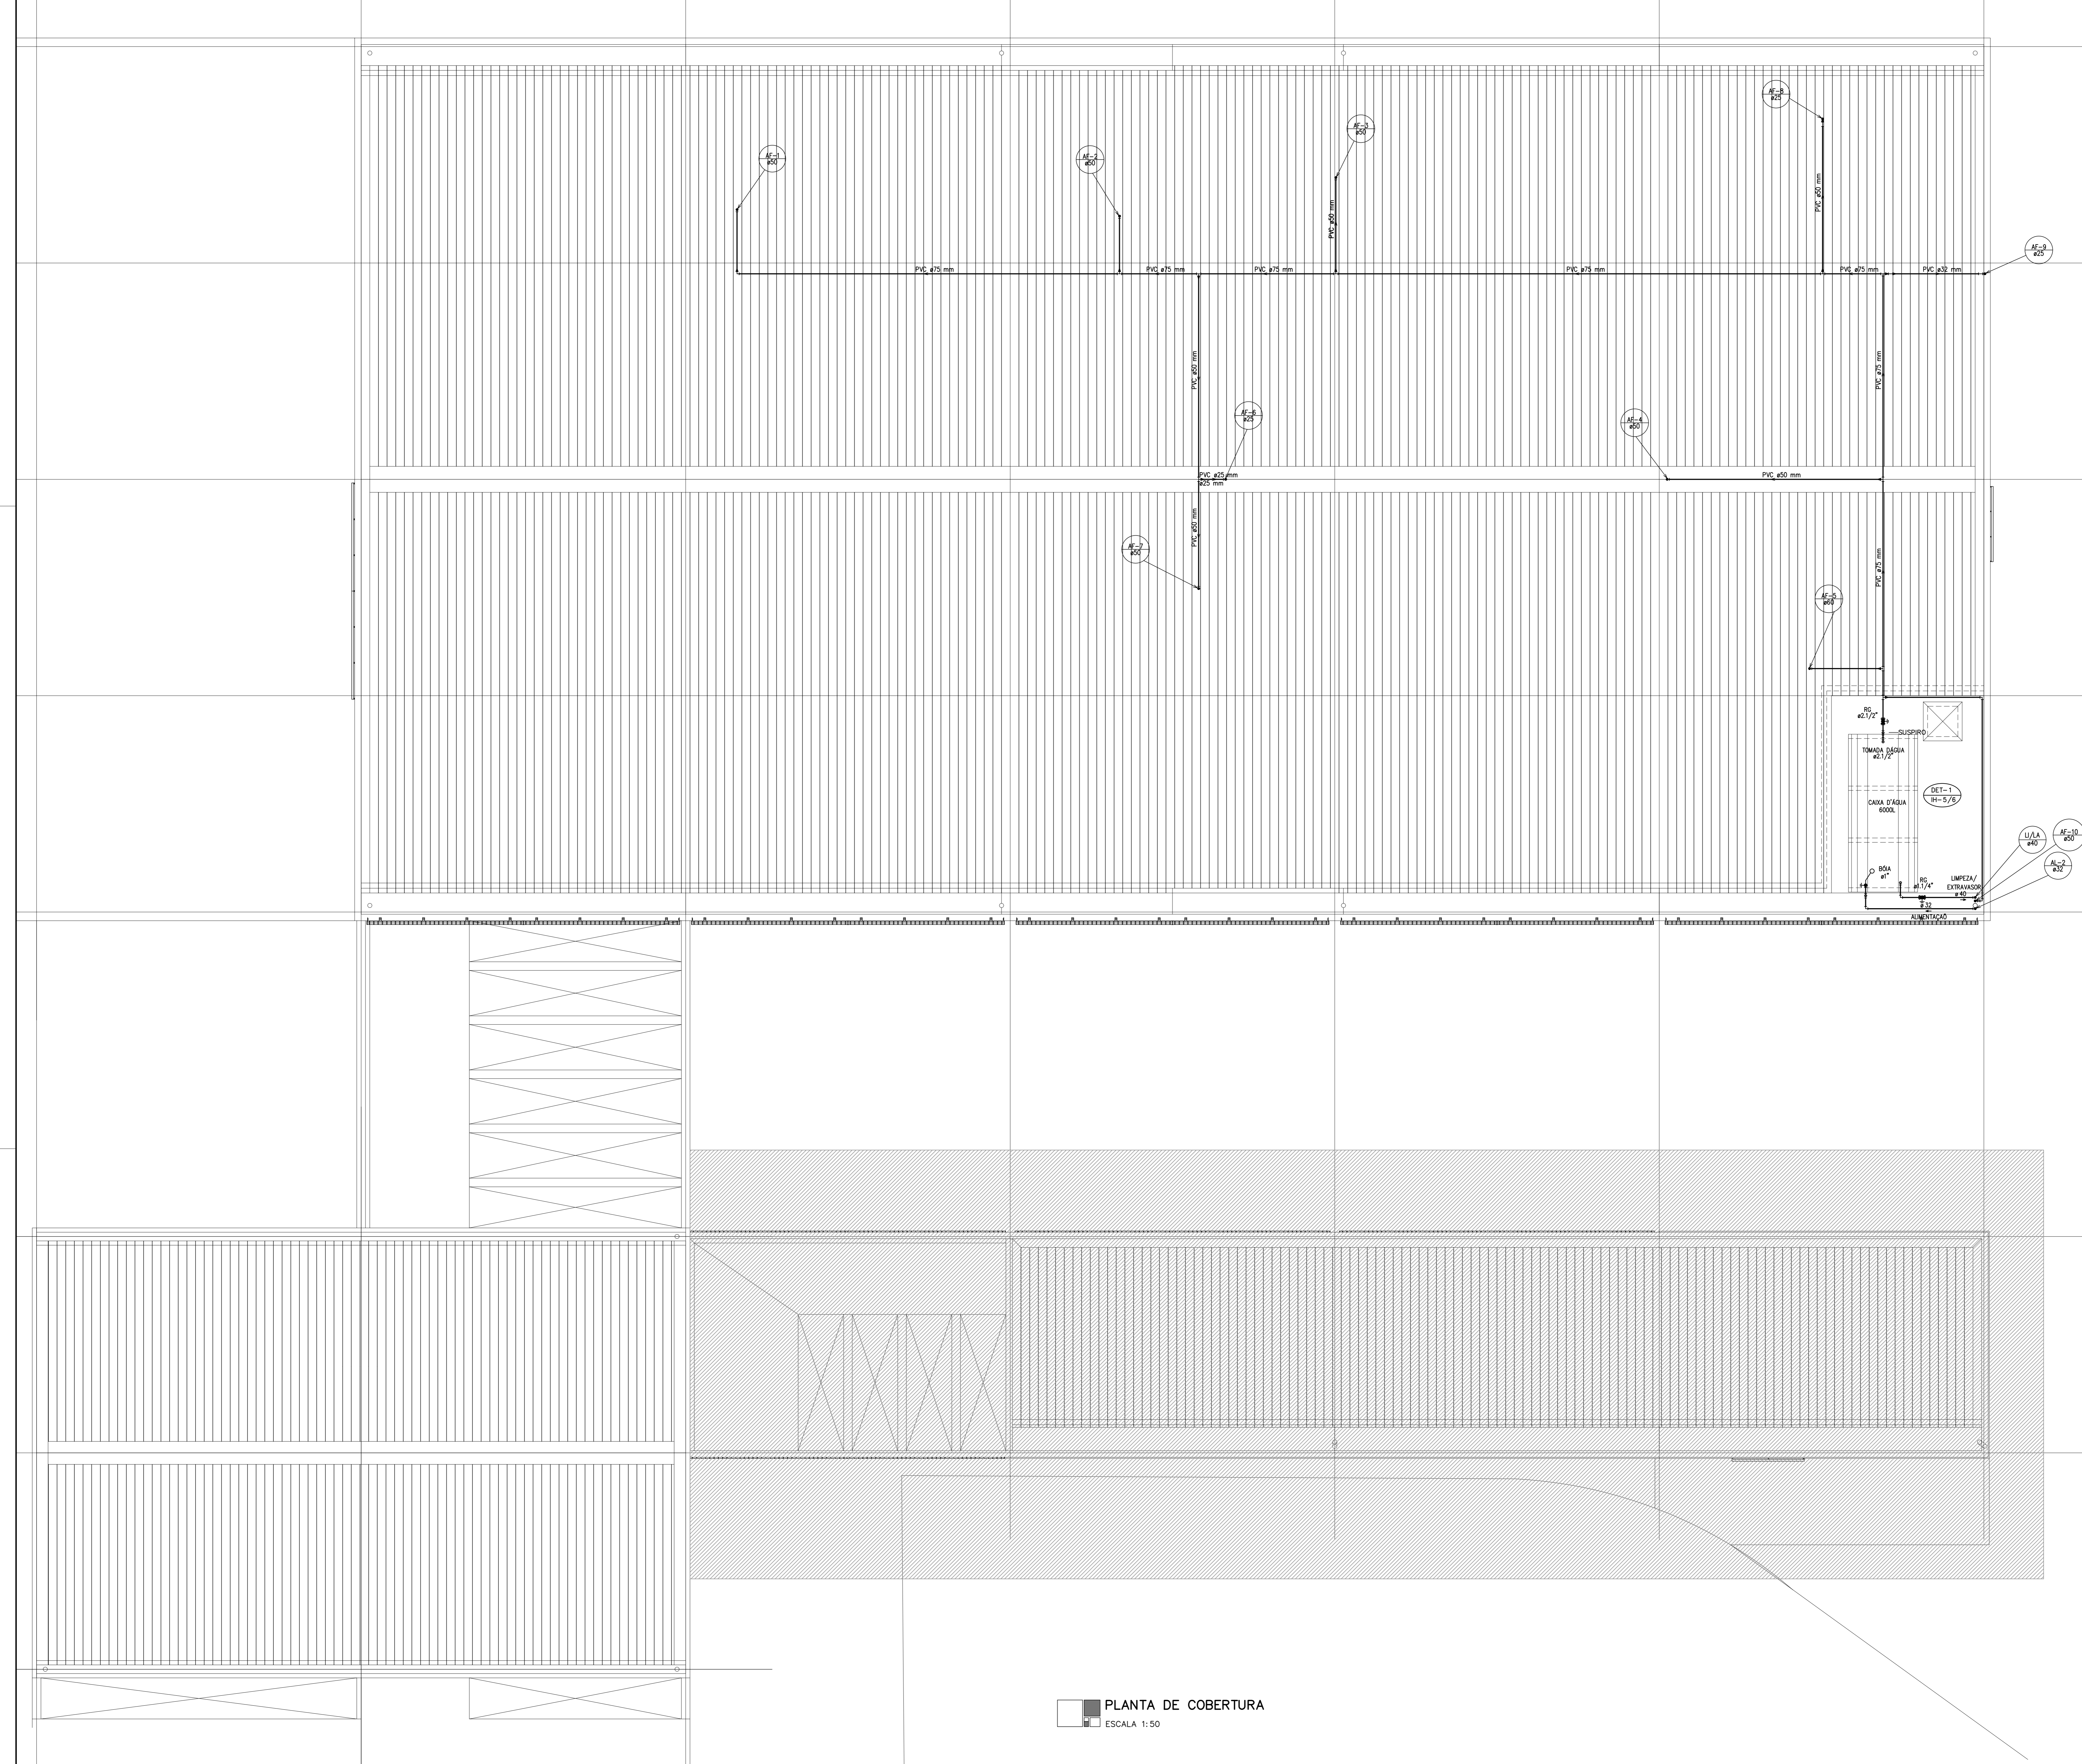 AF-8
ø25
AF-3
ø50
AF-1
ø50
AF-2
ø50
PVC ø50 mm
PVC ø50 mm
AF-9
ø25
PVC ø75 mm
PVC ø75 mm
PVC ø75 mm
PVC ø75 mm
PVC ø75 mm
PVC ø32 mm
PVC ø50 mm
PVC ø75 mm
AF-6
ø25
AF-4
ø50
PVC ø25 mm
ø25 mm
PVC ø50 mm
PVC ø50 mm
AF-7
ø50
PVC ø75 mm
AF-5
ø60
RG
ø2.1/2"
SUSPIRO
TOMADA DÁGUA
ø2.1/2"
DET-1
IH-5/6
CAIXA D'ÁGUA
6000L
LI/LA
ø40
AF-10
ø50
AL-2
ø32
BÓIA
ø1"
RG
ø1.1/4"
LIMPEZA/
EXTRAVASOR
ø 40
ø 32
ALIMENTAÇAÕ
PLANTA DE COBERTURA
ESCALA 1:50